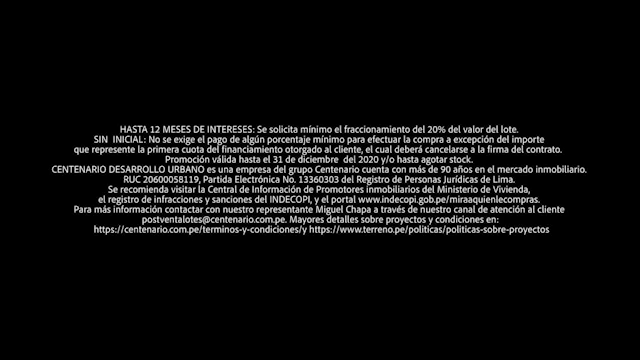 HASTA 12 MESES DE INTERESES: Se solicita mínimo el fraccionamiento del 20% del valor del lote.
SIN INICIAL: No se exige el pago de algún porcentaje mínimo para efectuar la compra a excepción del importe
que represente la primera cuota del financiamiento otorgado al cliente, el cual deberá cancelarse a la firma del contrato.
Promoción válida hasta el 31 de diciembre del 2020 y/o hasta agotar stock.
CENTENARIO DESARROLLO URBANO es una empresa del grupo Centenario cuenta con más de 90 años en el mercado inmobiliario.
RUC 20600058119, Partida Electrónica No. 13360303 del Registro de Personas Jurídicas de Lima.
Se recomienda visitar la Central de Información de Promotores inmobiliarios del Ministerio de Vivienda,
el registro de infracciones y sanciones del INDECOPI, y el portal www.indecopi.gob.pe/miraaquienlecompras.
Para más información contactar con nuestro representante Miguel Chapa a través de nuestro canal de atención al cliente
postventalotes@centenario.com.pe. Mayores detalles sobre proyectos y condiciones en:
https://centenario.com.pe/terminos-y-condiciones/y https://www.terreno.pe/politicas/politicas-sobre-proyectos